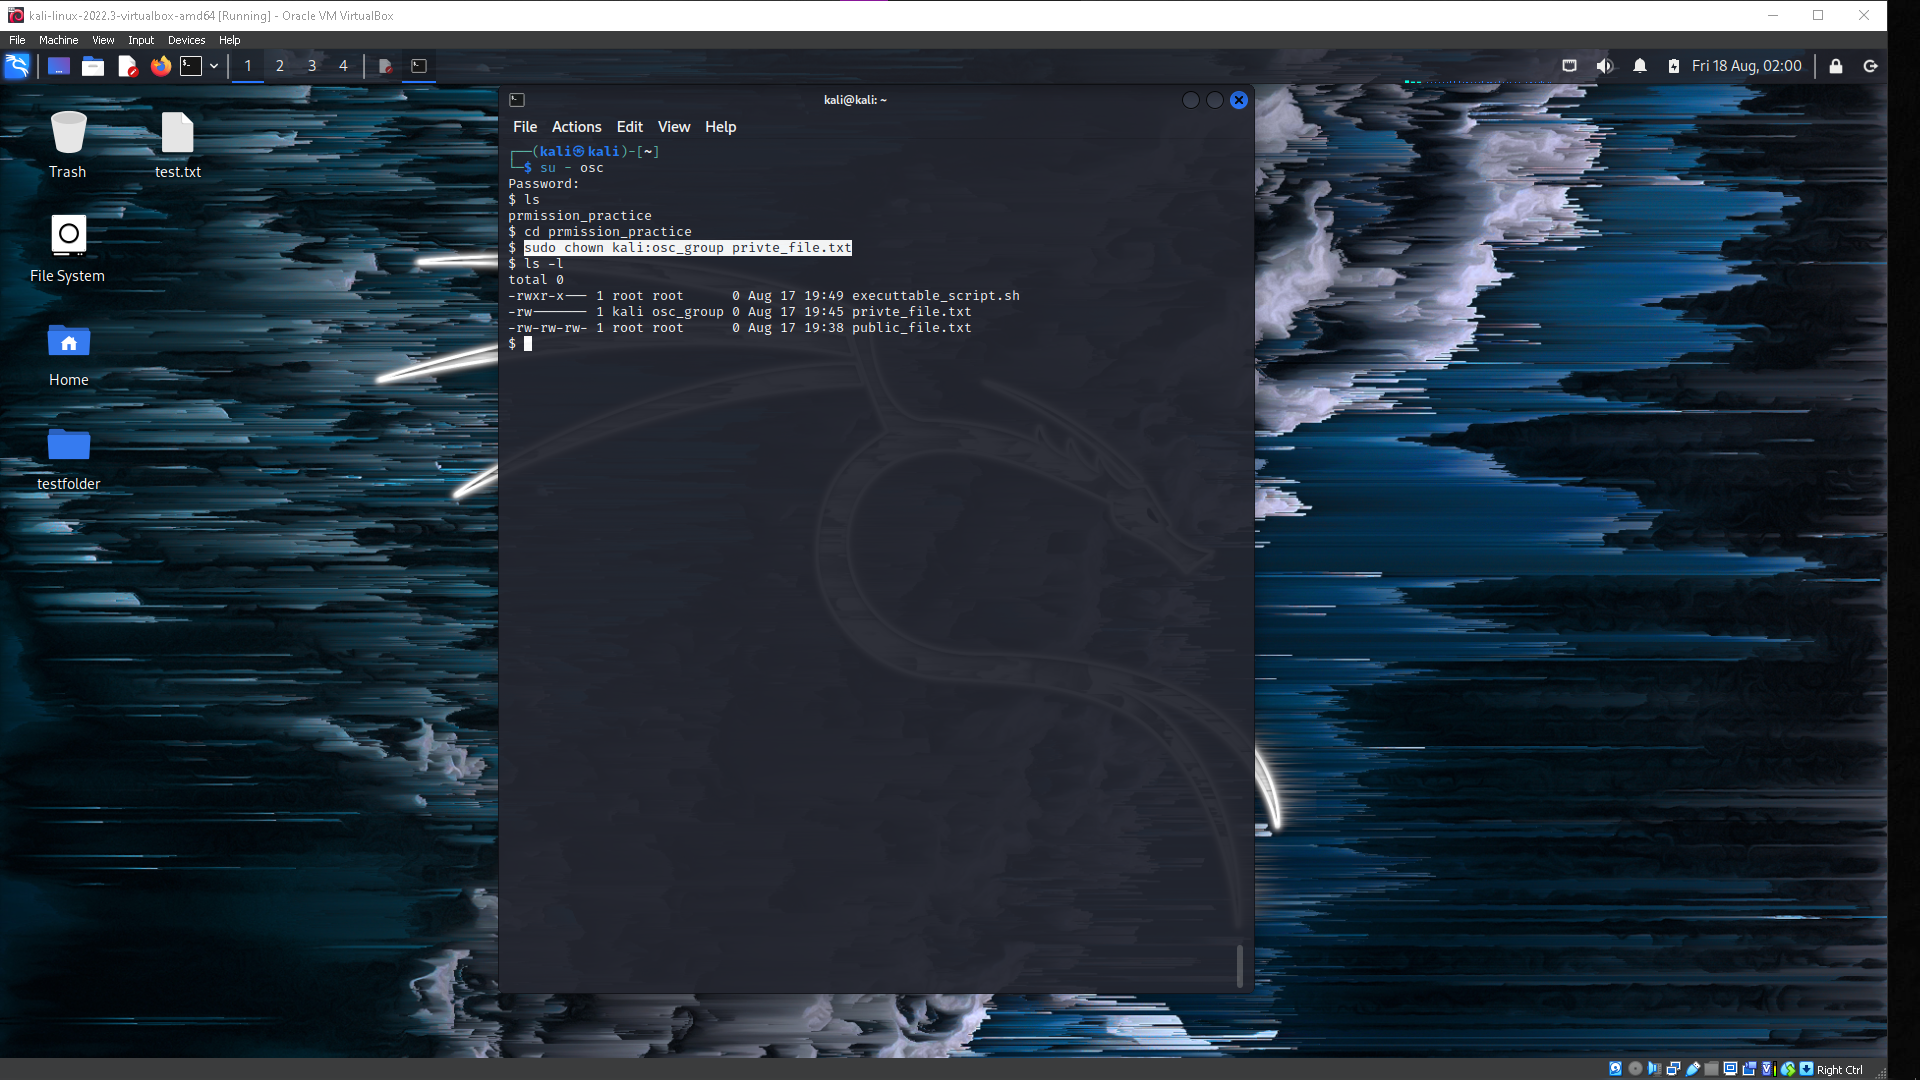 kali-linux-2022.3-virtualbox-amd64 [Running] - Oracle VM VirtualBox
File Machine View Input Devices Help
1 2 3 4
Fri 18 Aug, 02:00
Trash
test.txt
File System
Home
testfolder
kali@kali: ~
File Actions Edit View Help
┌──(kali㉿kali)-[~]
└─$ su - osc
Password:
$ ls
prmission_practice
$ cd prmission_practice
$ sudo chown kali:osc_group privte_file.txt
$ ls -l
total 0
-rwxr-x--- 1 root root      0 Aug 17 19:49 executtable_script.sh
-rw------- 1 kali osc_group 0 Aug 17 19:45 privte_file.txt
-rw-rw-rw- 1 root root      0 Aug 17 19:38 public_file.txt
$
Right Ctrl